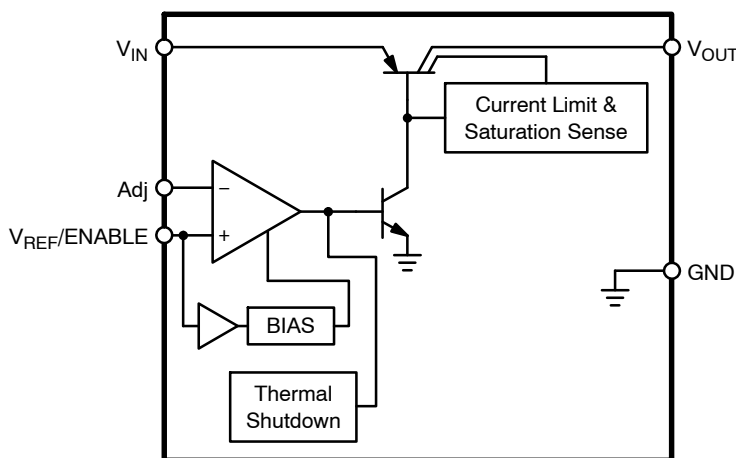 V_IN
V_OUT
Current Limit &
Saturation Sense
Adj
−
V_REF/ENABLE
+
GND
BIAS
Thermal
Shutdown